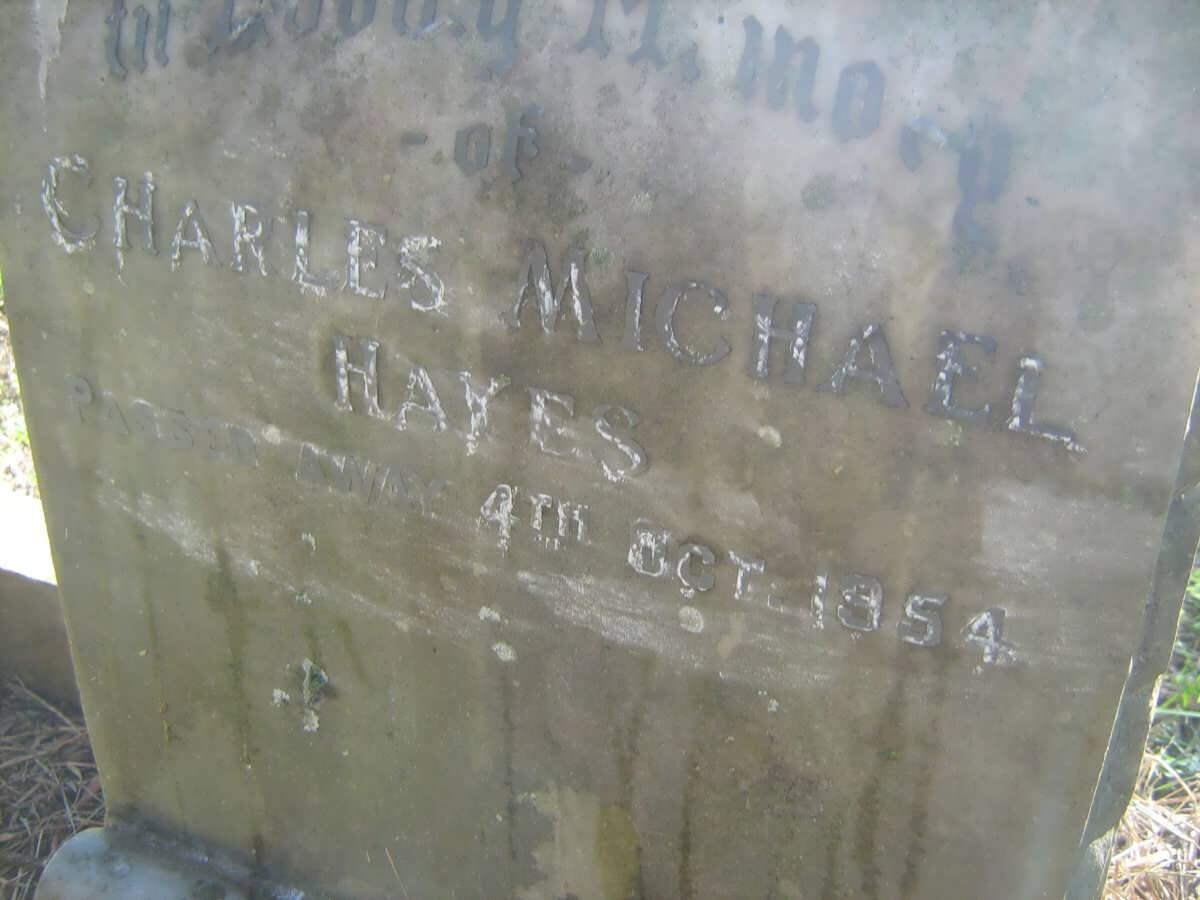 In Loving Memory
- of -
CHARLES MICHAEL
HAYES
PASSED AWAY 4TH OCT. 1954